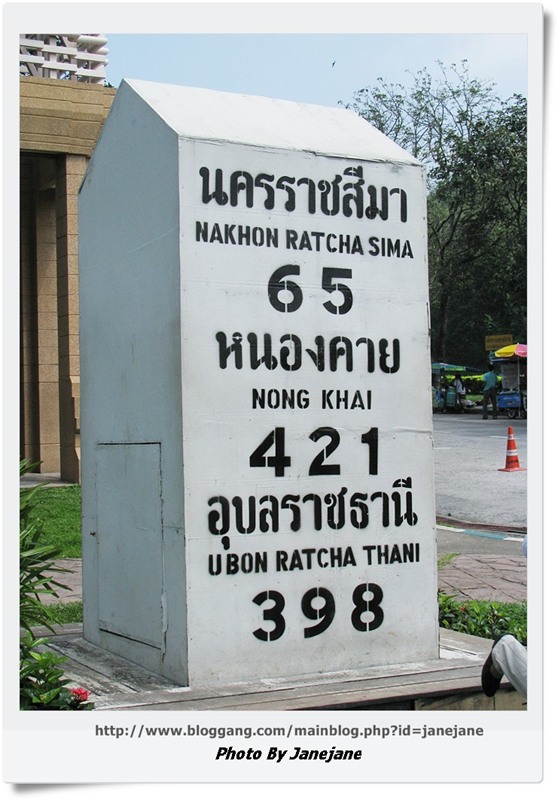 นครราชสีมา
NAKHON RATCHA SIMA
65
หนองคาย
NONG KHAI
421
อุบลราชธานี
UBON RATCHA THANI
398
http://www.bloggang.com/mainblog.php?id=janejane
Photo By Janejane